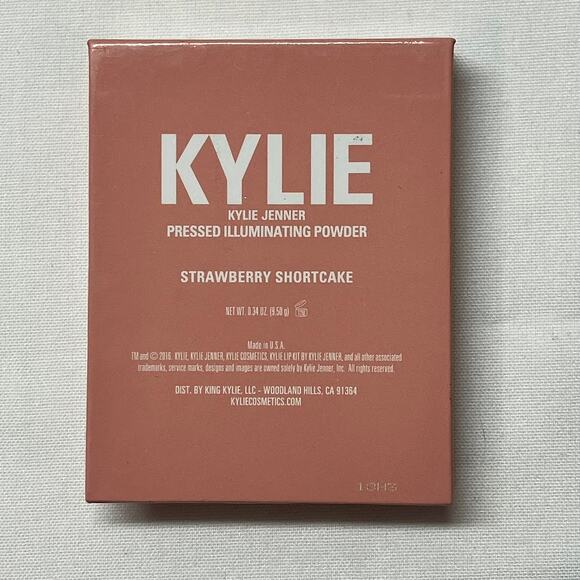 KYLIE
KYLIE JENNER
PRESSED ILLUMINATING POWDER
STRAWBERRY SHORTCAKE
NET WT. 0.34 OZ. (9.50 g)
Made in U.S.A.
TM and © 2016. KYLIE, KYLIE JENNER, KYLIE COSMETICS, KYLIE LIP KIT BY KYLIE JENNER, and all other associated
trademarks, service marks, designs and images are owned solely by Kylie Jenner, Inc. All rights reserved.
DIST. BY KING KYLIE, LLC – WOODLAND HILLS, CA 91364
KYLIECOSMETICS.COM